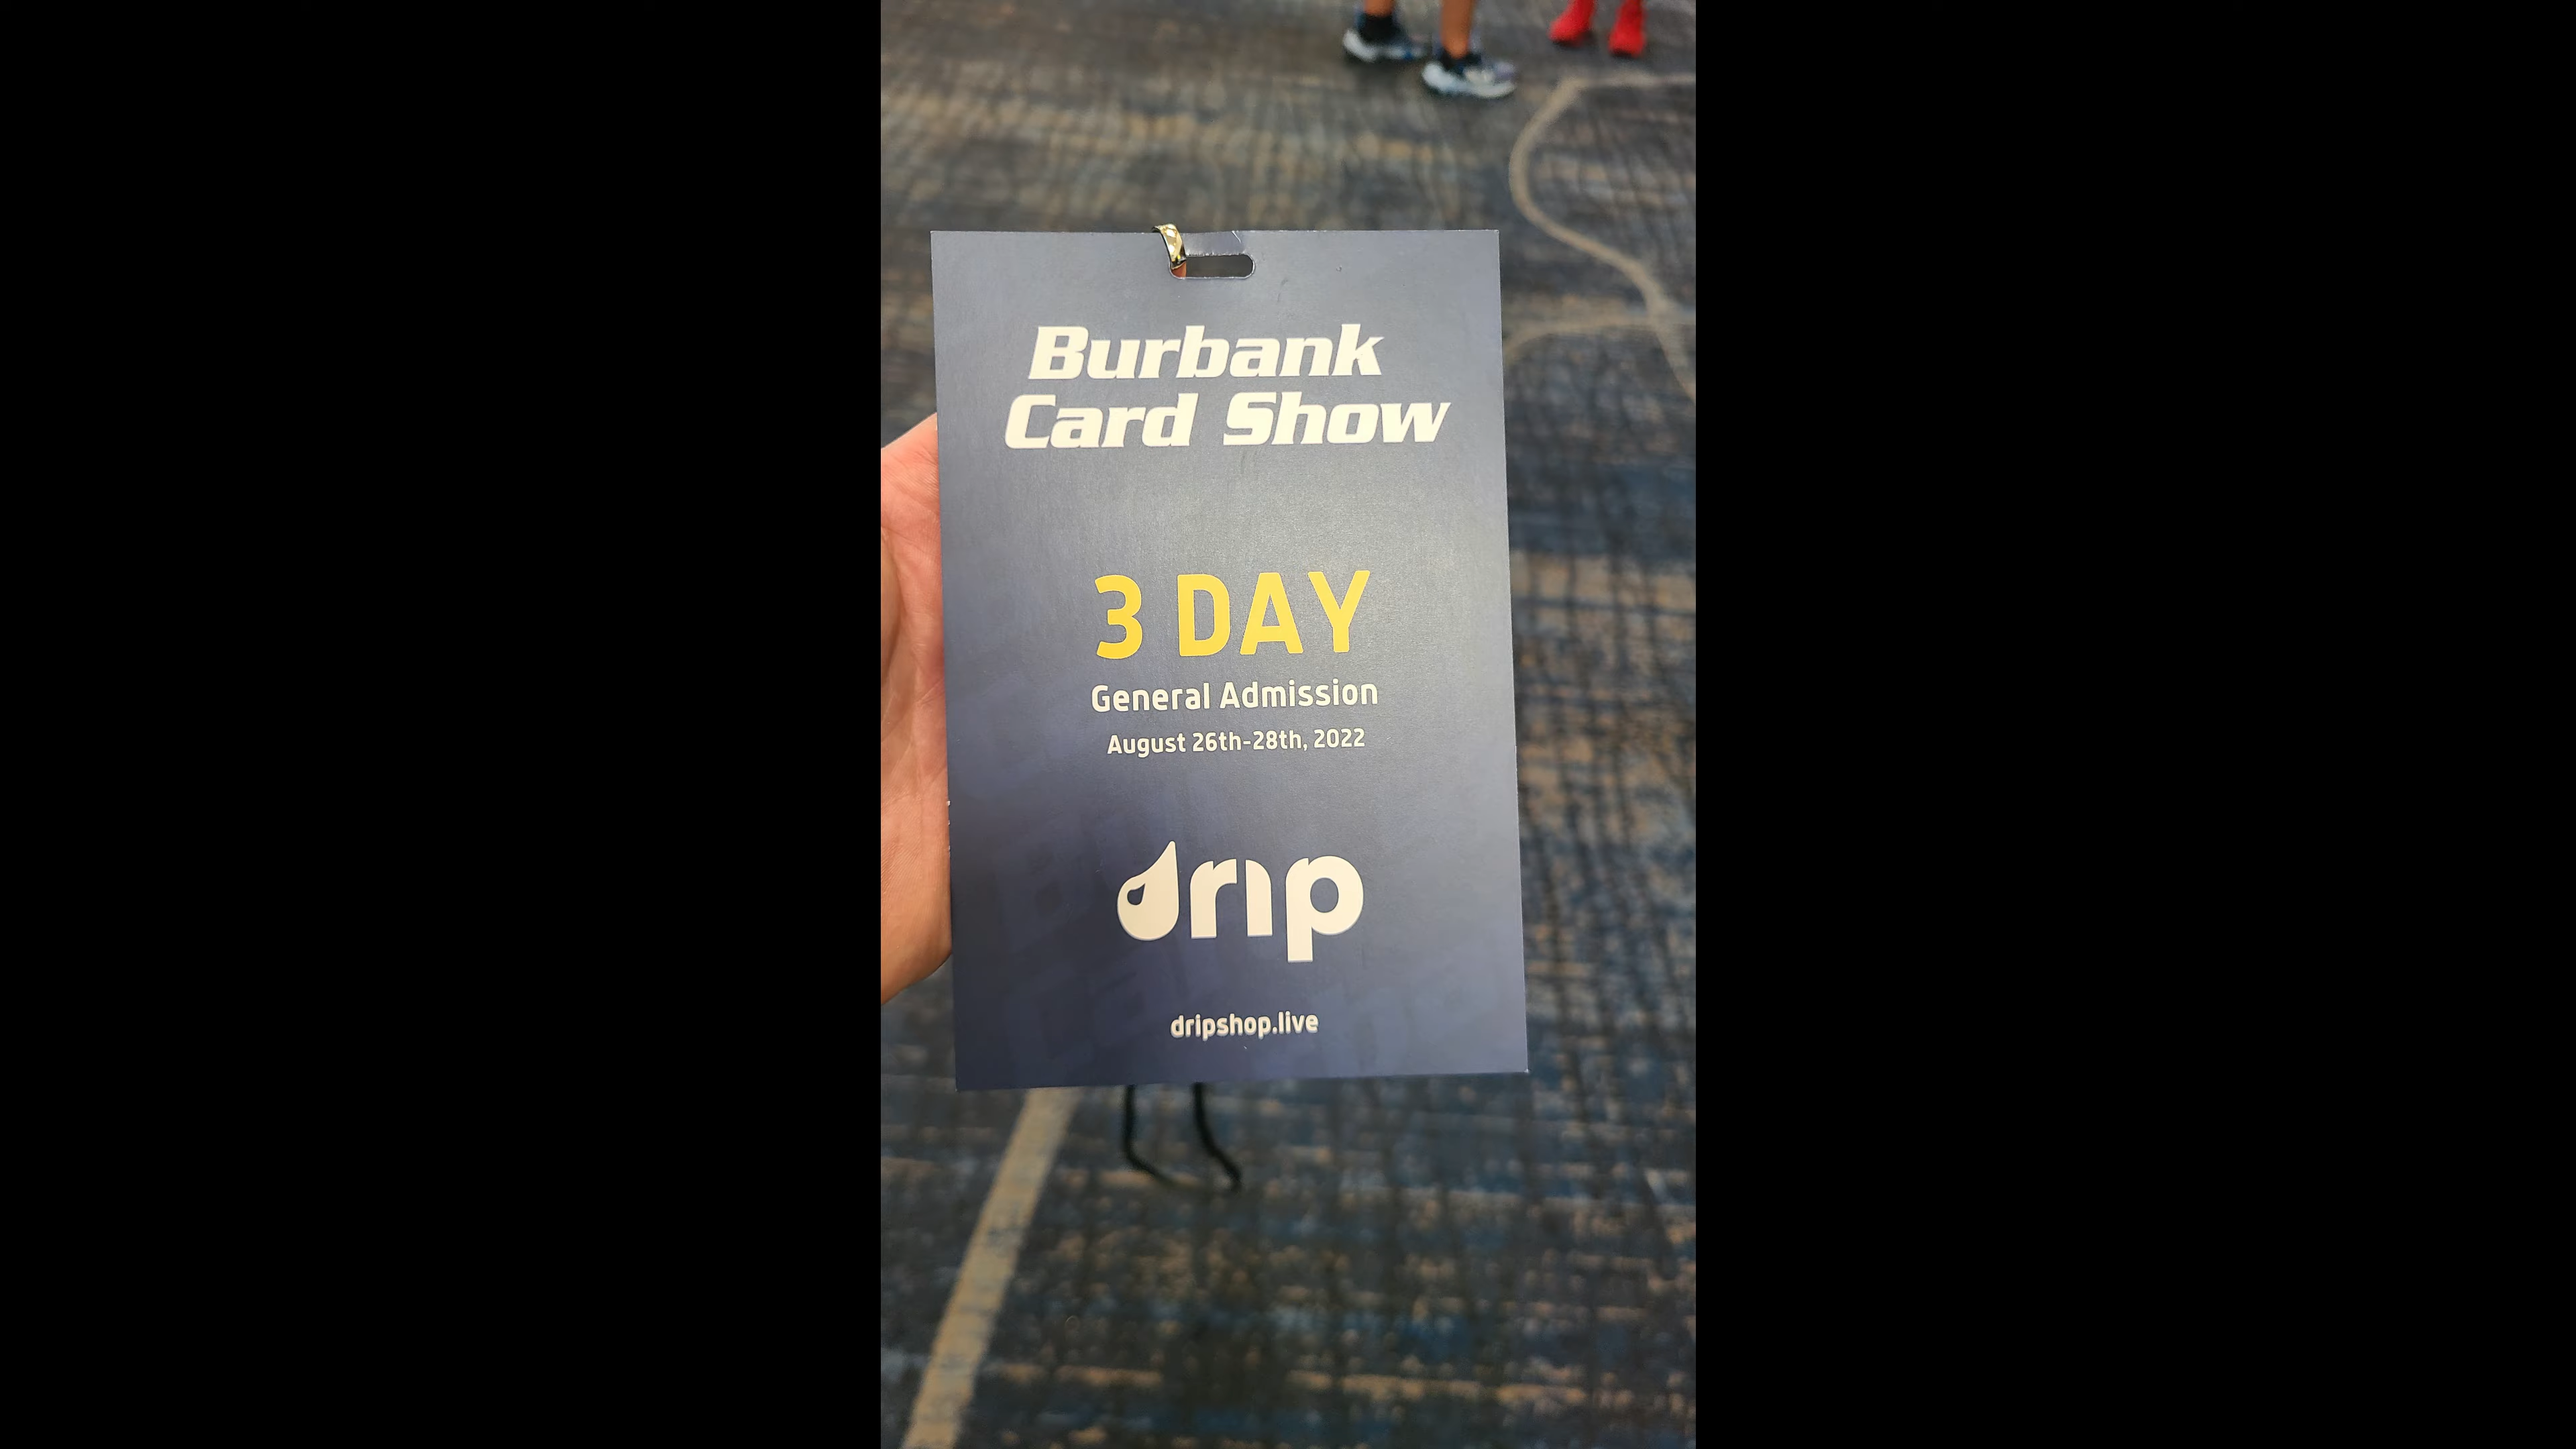 Burbank
Card Show
3 DAY
General Admission
August 26th-28th, 2022
drip
dripshop.live